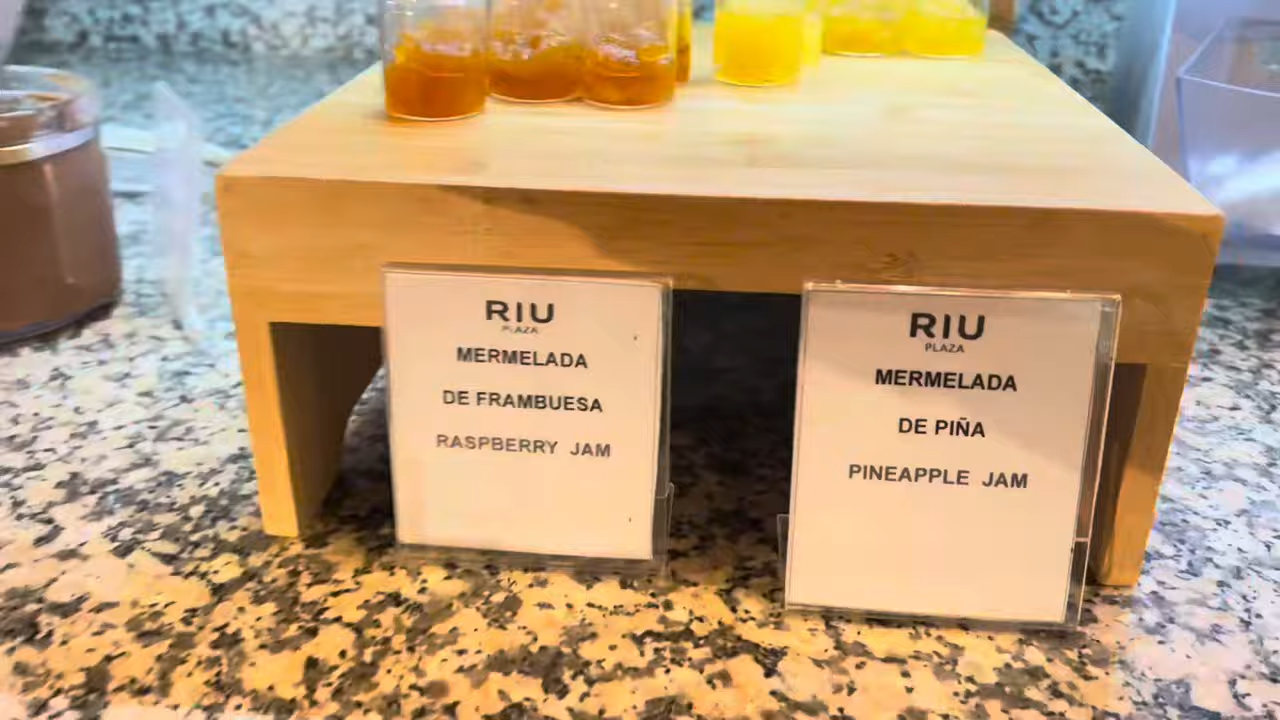 RIU
PLAZA
MERMELADA
DE FRAMBUESA
RASPBERRY JAM
RIU
PLAZA
MERMELADA
DE PIÑA
PINEAPPLE JAM